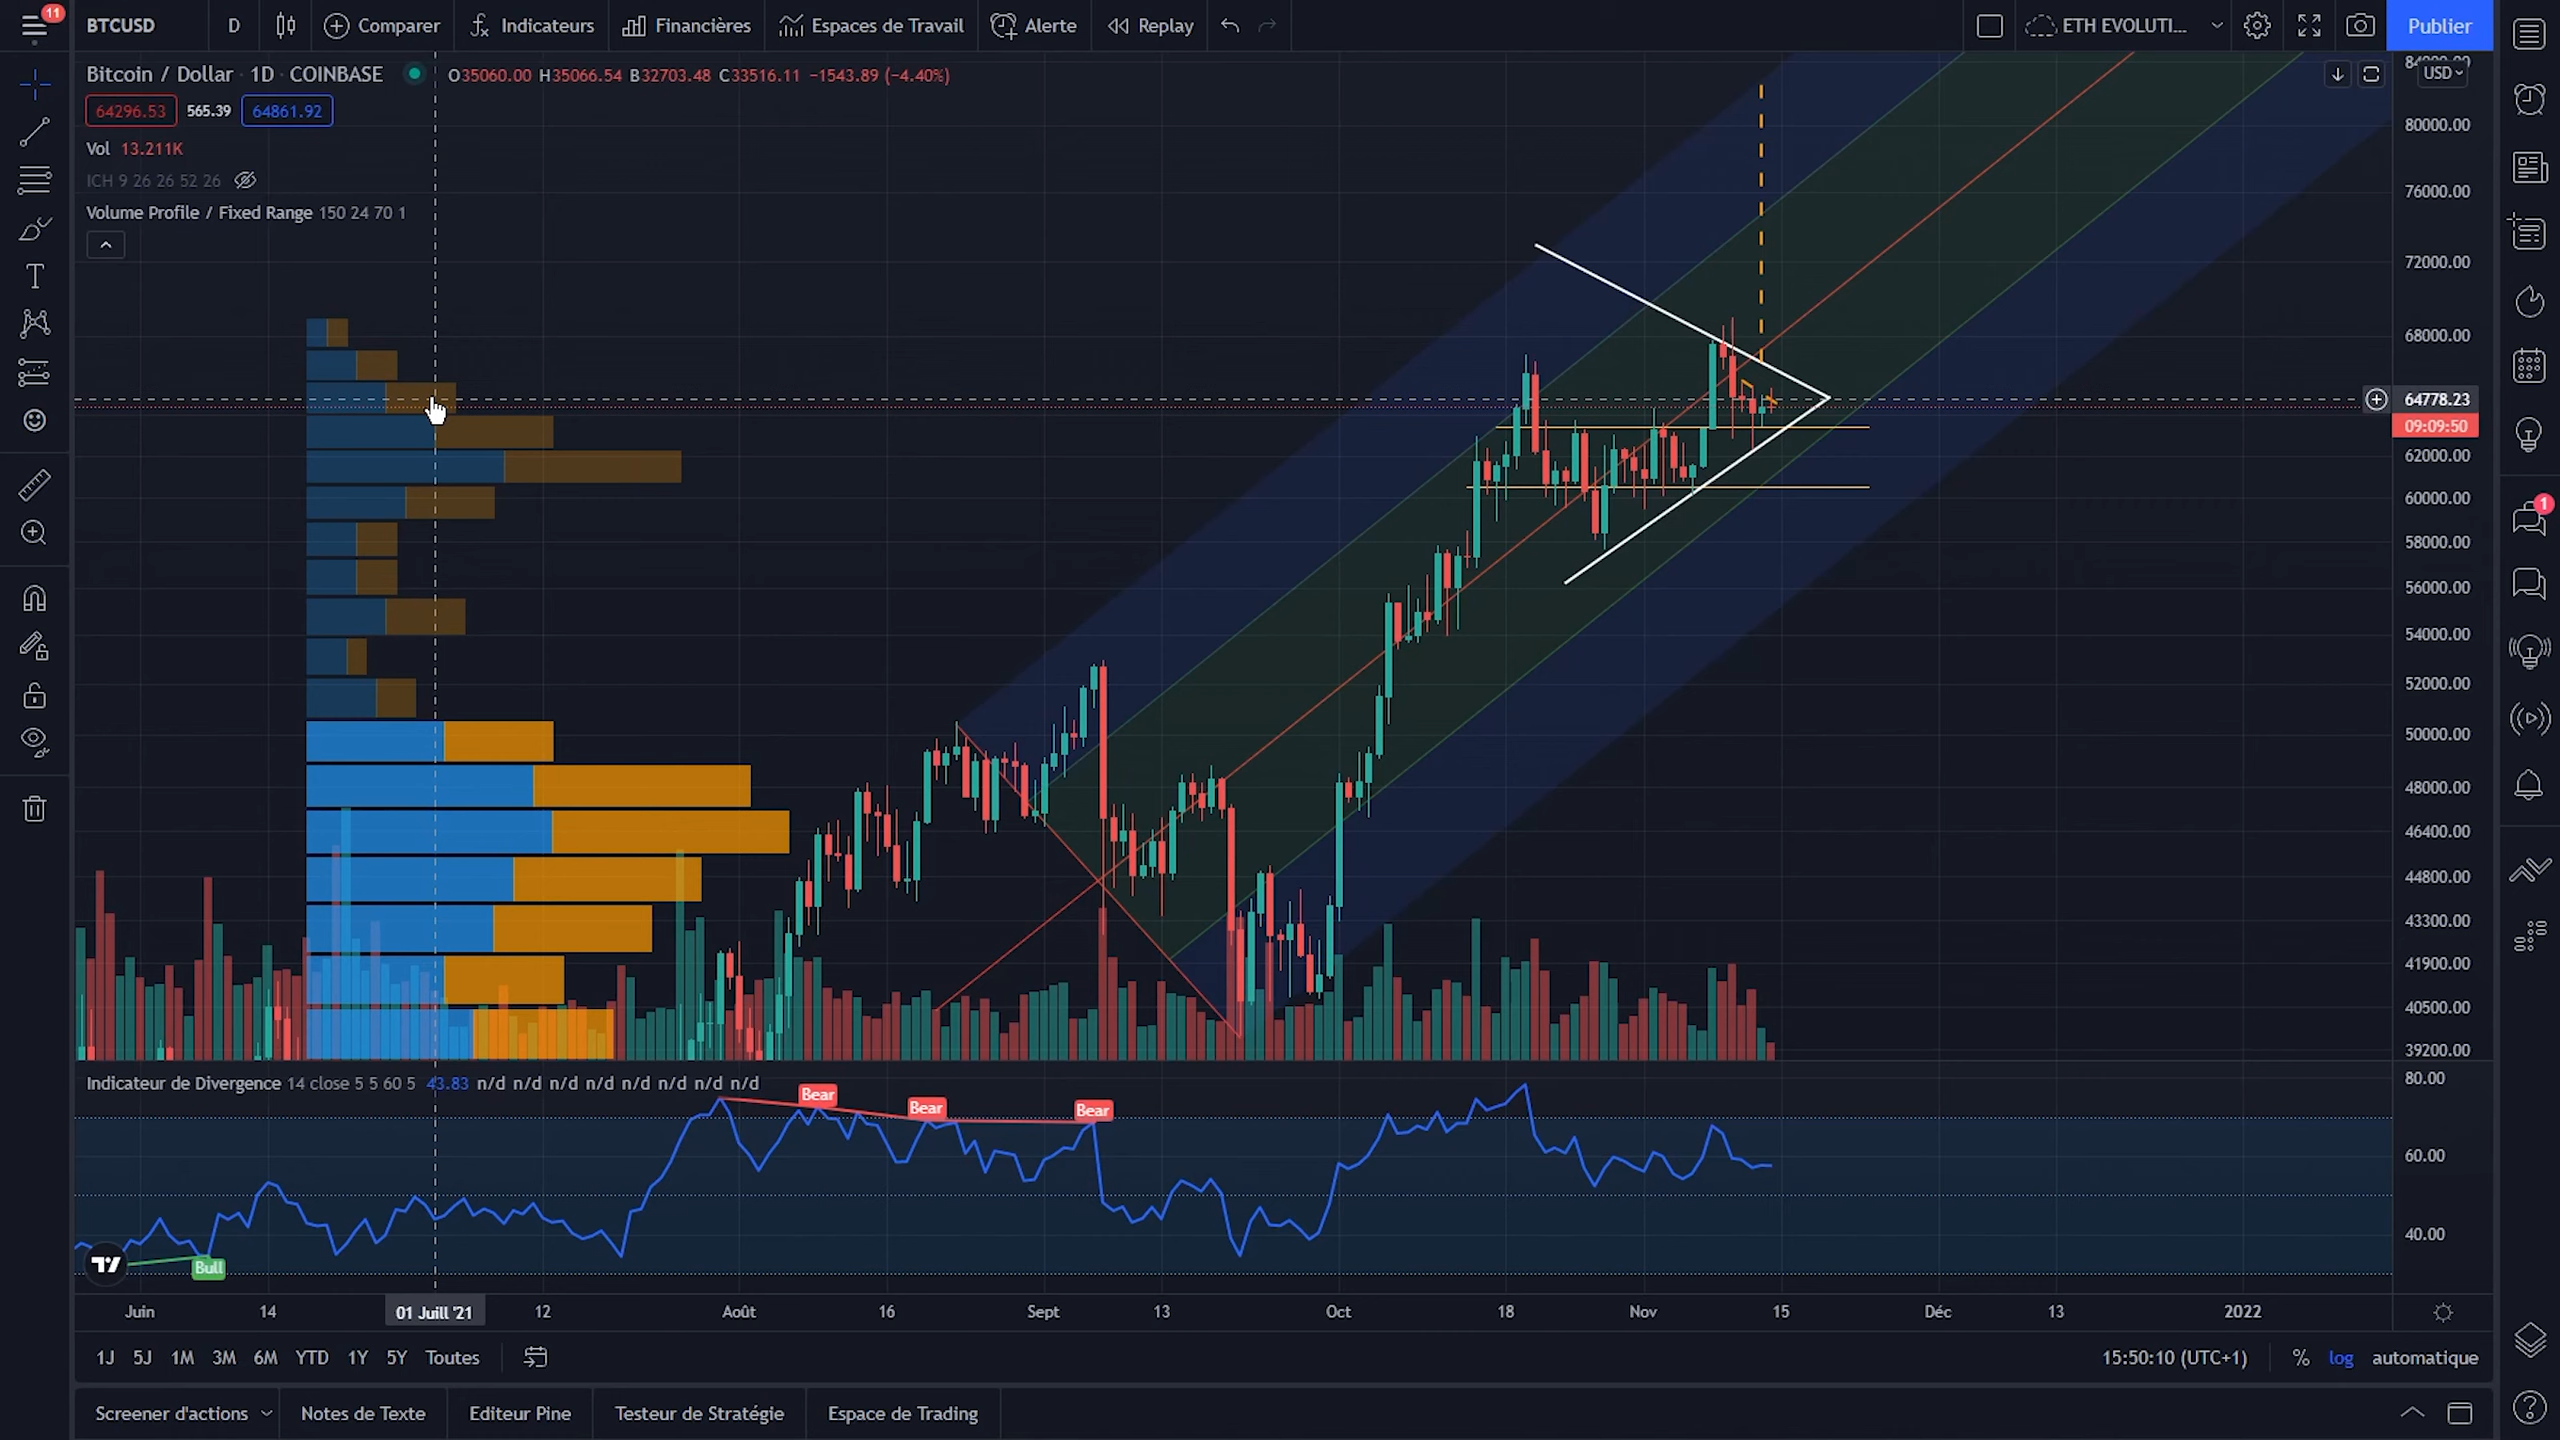 11
BTCUSD D Comparer Indicateurs Financières Espaces de Travail Alerte Replay ETH EVOLUTI... Publier
Bitcoin / Dollar · 1D · COINBASE O35060.00 H35066.54 B32703.48 C33516.11 −1543.89 (−4.40%)
USD
64296.53 565.39 64861.92
Vol 13.211K
ICH 9 26 26 52 26
Volume Profile / Fixed Range 150 24 70 1
80000.00
76000.00
72000.00
68000.00
64778.23
09:09:50
62000.00
60000.00
1
58000.00
56000.00
54000.00
52000.00
50000.00
48000.00
46400.00
44800.00
43300.00
41900.00
40500.00
39200.00
Indicateur de Divergence 14 close 5 5 60 5 43.83 n/d n/d n/d n/d n/d n/d n/d n/d
80.00
Bear
Bear
Bear
60.00
40.00
Bull
Juin 14 01 Juill '21 12 Août 16 Sept 13 Oct 18 Nov 15 Déc 13 2022
1J 5J 1M 3M 6M YTD 1Y 5Y Toutes 15:50:10 (UTC+1) % log automatique
Screener d'actions Notes de Texte Editeur Pine Testeur de Stratégie Espace de Trading